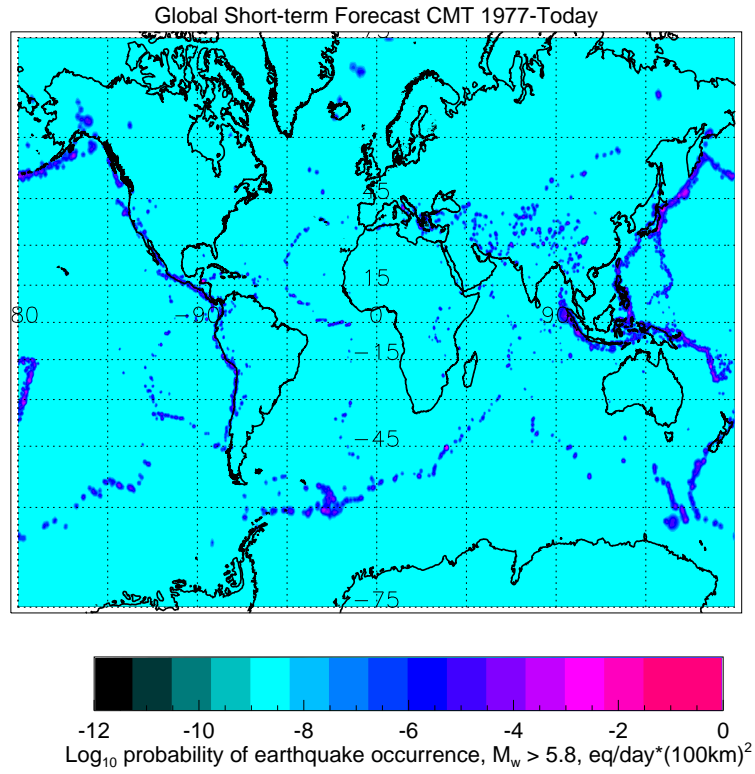 Global Short-term Forecast CMT 1977-Today
75
45
15
80 -90 0 90
-15
-45
-75
-12 -10 -8 -6 -4 -2 0
Log10 probability of earthquake occurrence, Mw > 5.8, eq/day*(100km)2